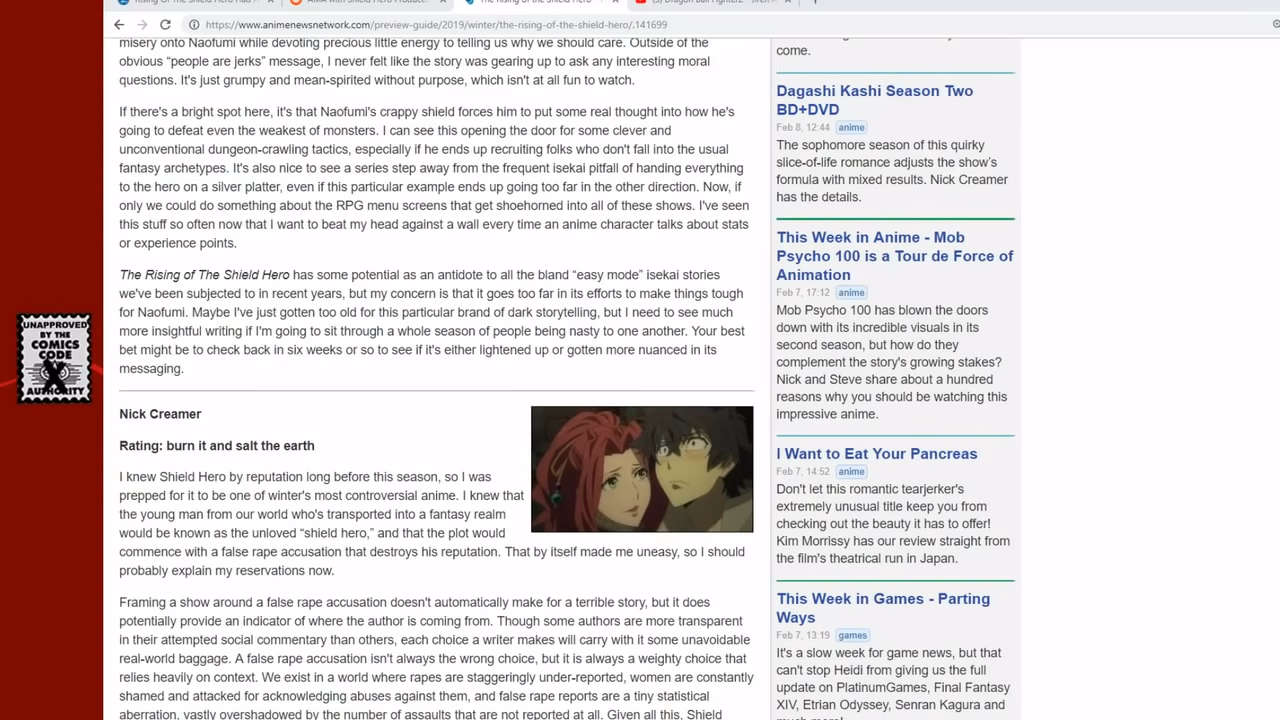 https://www.animenewsnetwork.com/preview-guide/2019/winter/the-rising-of-the-shield-hero/.141699
misery onto Naofumi while devoting precious little energy to telling us why we should care. Outside of the
obvious “people are jerks” message, I never felt like the story was gearing up to ask any interesting moral
questions. It's just grumpy and mean-spirited without purpose, which isn't at all fun to watch.
If there's a bright spot here, it's that Naofumi's crappy shield forces him to put some real thought into how he's
going to defeat even the weakest of monsters. I can see this opening the door for some clever and
unconventional dungeon-crawling tactics, especially if he ends up recruiting folks who don't fall into the usual
fantasy archetypes. It's also nice to see a series step away from the frequent isekai pitfall of handing everything
to the hero on a silver platter, even if this particular example ends up going too far in the other direction. Now, if
only we could do something about the RPG menu screens that get shoehorned into all of these shows. I've seen
this stuff so often now that I want to beat my head against a wall every time an anime character talks about stats
or experience points.
The Rising of The Shield Hero has some potential as an antidote to all the bland “easy mode” isekai stories
we've been subjected to in recent years, but my concern is that it goes too far in its efforts to make things tough
for Naofumi. Maybe I've just gotten too old for this particular brand of dark storytelling, but I need to see much
more insightful writing if I'm going to sit through a whole season of people being nasty to one another. Your best
bet might be to check back in six weeks or so to see if it's either lightened up or gotten more nuanced in its
messaging.
Nick Creamer
Rating: burn it and salt the earth
I knew Shield Hero by reputation long before this season, so I was
prepped for it to be one of winter's most controversial anime. I knew that
the young man from our world who's transported into a fantasy realm
would be known as the unloved “shield hero,” and that the plot would
commence with a false rape accusation that destroys his reputation. That by itself made me uneasy, so I should
probably explain my reservations now.
Framing a show around a false rape accusation doesn't automatically make for a terrible story, but it does
potentially provide an indicator of where the author is coming from. Though some authors are more transparent
in their attempted social commentary than others, each choice a writer makes will carry with it some unavoidable
real-world baggage. A false rape accusation isn't always the wrong choice, but it is always a weighty choice that
relies heavily on context. We exist in a world where rapes are staggeringly under-reported, women are constantly
shamed and attacked for acknowledging abuses against them, and false rape reports are a tiny statistical
aberration, vastly overshadowed by the number of assaults that are not reported at all. Given all this, Shield
come.
Dagashi Kashi Season Two
BD+DVD
Feb 8, 12:44 anime
The sophomore season of this quirky
slice-of-life romance adjusts the show's
formula with mixed results. Nick Creamer
has the details.
This Week in Anime - Mob
Psycho 100 is a Tour de Force of
Animation
Feb 7, 17:12 anime
Mob Psycho 100 has blown the doors
down with its incredible visuals in its
second season, but how do they
complement the story's growing stakes?
Nick and Steve share about a hundred
reasons why you should be watching this
impressive anime.
I Want to Eat Your Pancreas
Feb 7, 14:52 anime
Don't let this romantic tearjerker's
extremely unusual title keep you from
checking out the beauty it has to offer!
Kim Morrissy has our review straight from
the film's theatrical run in Japan.
This Week in Games - Parting
Ways
Feb 7, 13:19 games
It's a slow week for game news, but that
can't stop Heidi from giving us the full
update on PlatinumGames, Final Fantasy
XIV, Etrian Odyssey, Senran Kagura and
much more!
UNAPPROVED
BY THE
COMICS
CODE
AUTHORITY